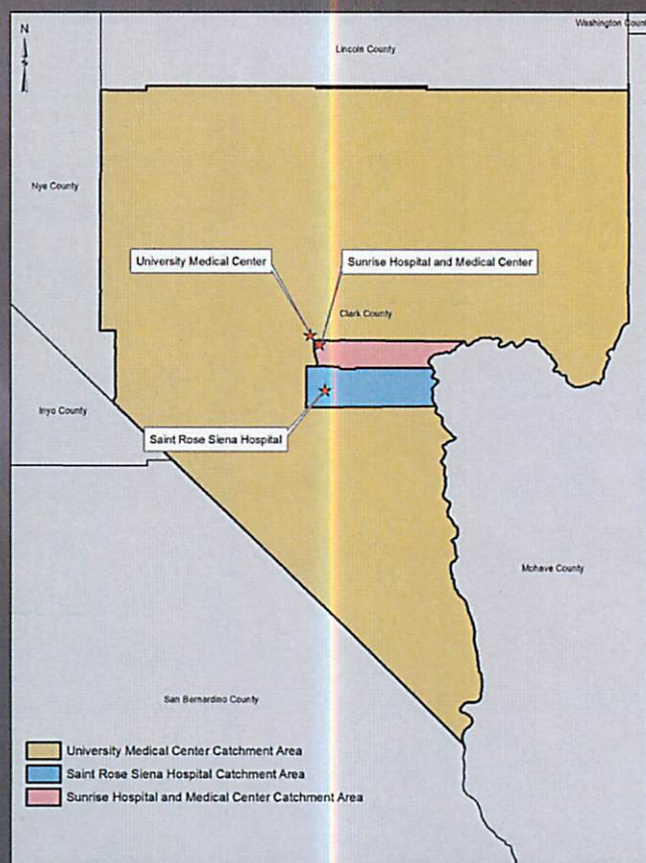 N
Washington Count
Lincoln County
Nye County
University Medical Center
Sunrise Hospital and Medical Center
Clark County
Inyo County
Saint Rose Siena Hospital
Mohave County
San Bernardino County
University Medical Center Catchment Area
Saint Rose Siena Hospital Catchment Area
Sunrise Hospital and Medical Center Catchment Area